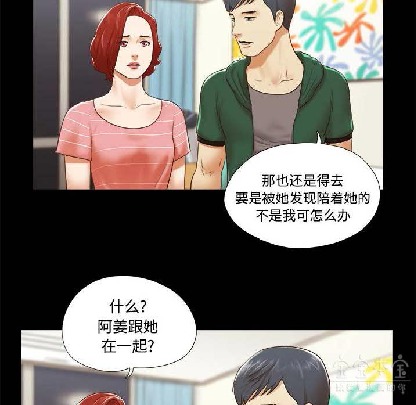 那也还是得去
要是被她发现陪着她的
不是我可怎么办
什么?
阿姜跟她
在一起?